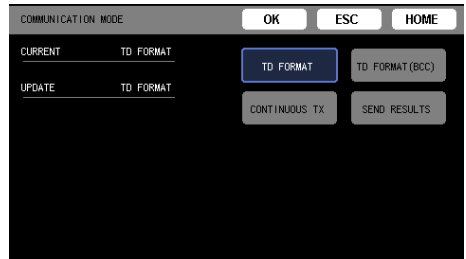 COMMUNICATION MODE OK ESC HOME
CURRENT TD FORMAT
TD FORMAT TD FORMAT(BCC)
UPDATE TD FORMAT
CONTINUOUS TX SEND RESULTS